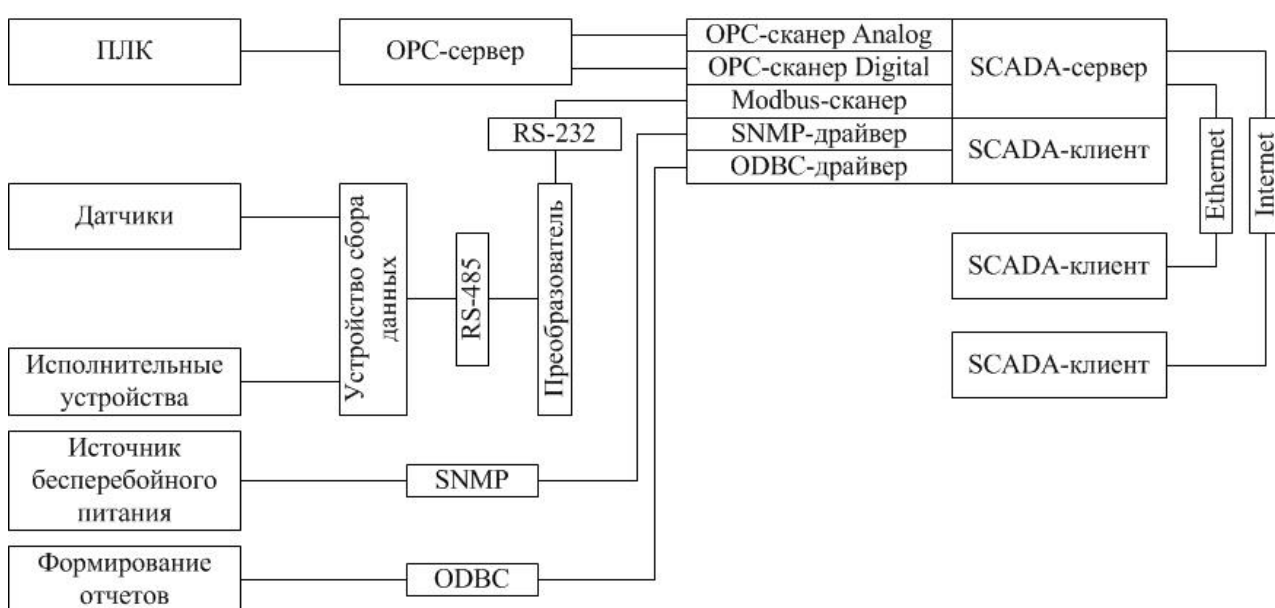 ПЛК
OPC-сервер
OPC-сканер Analog
OPC-сканер Digital
Modbus-сканер
SNMP-драйвер
ODBC-драйвер
SCADA-сервер
SCADA-клиент
RS-232
Ethernet
Internet
Датчики
Устройство сбора
данных
RS-485
Преобразователь
SCADA-клиент
SCADA-клиент
Исполнительные
устройства
Источник
бесперебойного
питания
SNMP
Формирование
отчетов
ODBC